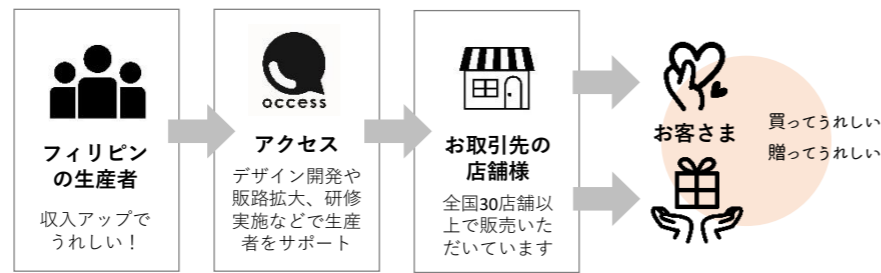 フィリピン
の生産者
収入アップで
うれしい！
access
アクセス
デザイン開発や
販路拡大、研修
実施などで生産
者をサポート
お取引先の
店舗様
全国30店舗以
上で販売いた
だいています
お客さま
買ってうれしい
贈ってうれしい